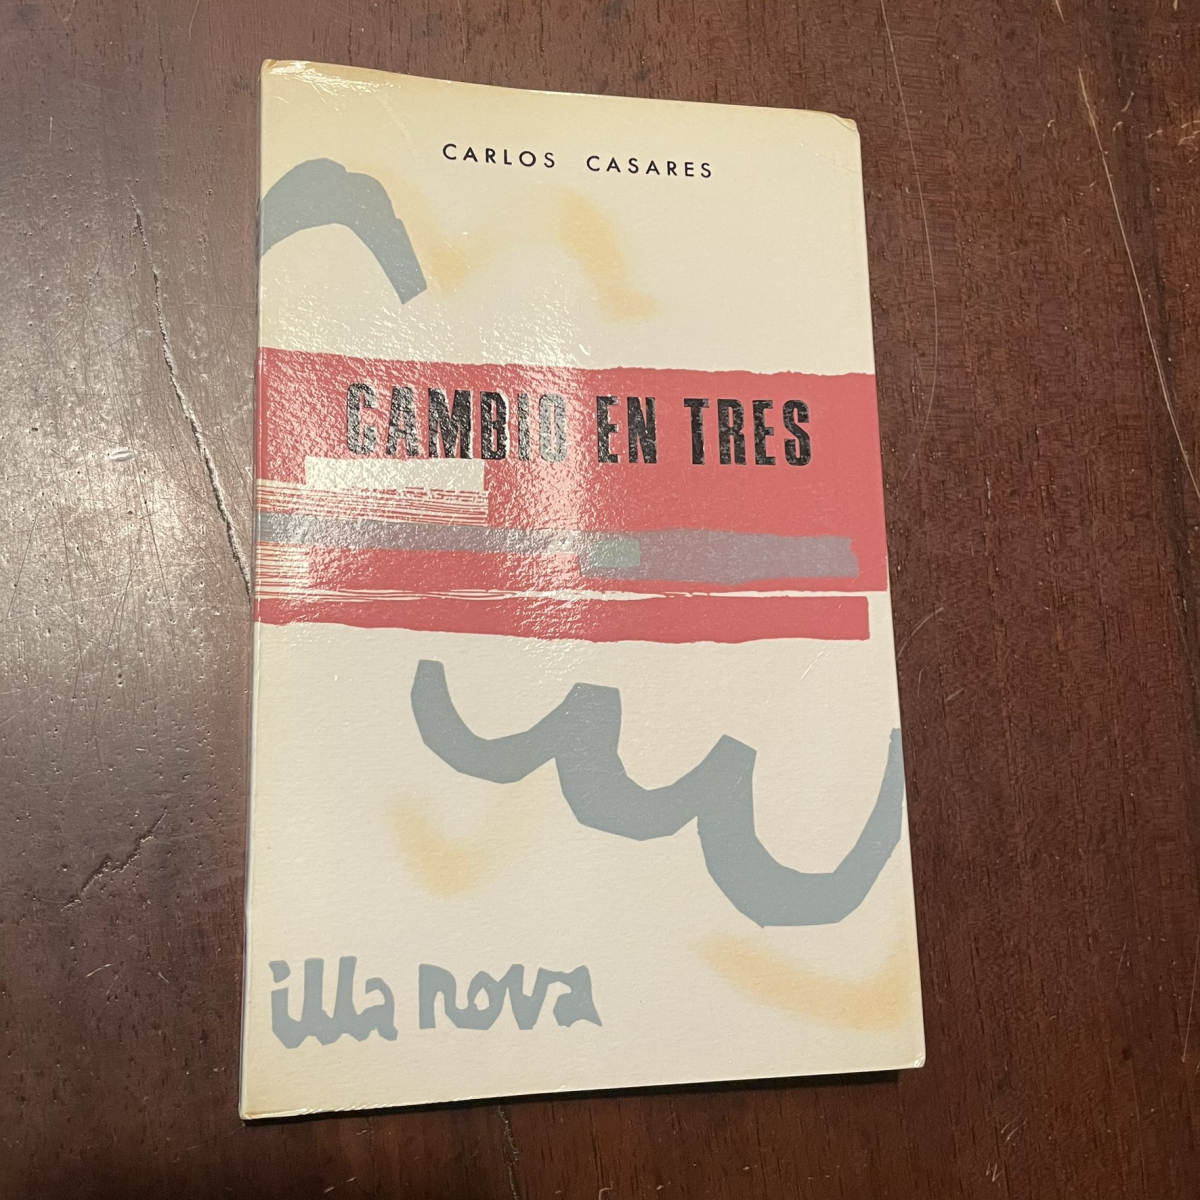 CARLOS CASARES
CAMBIO EN TRES
illa nova